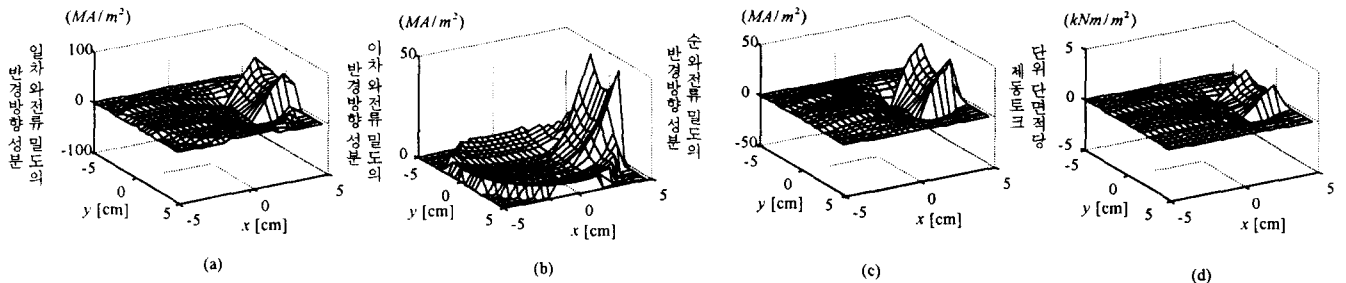 (MA/m²)
일차 와전류 밀도의
반경방향 성분
100
0
-100
-5
0
5
y [cm]
-5
0
5
x [cm]
(a)
(MA/m²)
이차 와전류 밀도의
반경방향 성분
50
0
-5
0
5
y [cm]
-5
0
5
x [cm]
(b)
(MA/m²)
순 와전류 밀도의
반경방향 성분
50
0
-50
-5
0
5
y [cm]
-5
0
5
x [cm]
(c)
(kNm/m²)
단위 단면적당
제동토크
5
0
-5
-5
0
5
y [cm]
-5
0
5
x [cm]
(d)